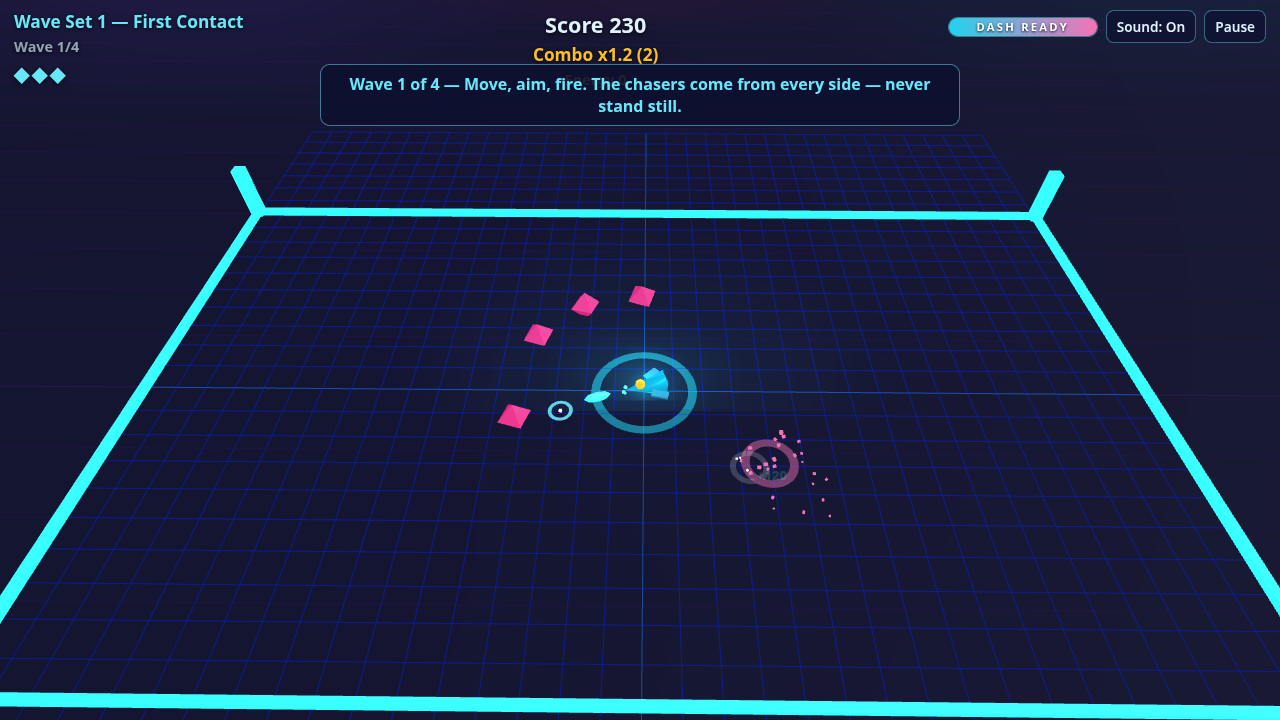 Wave Set 1 — First Contact
Wave 1/4
Score 230
Combo x1.2 (2)
DASH READY
Sound: On
Pause
Wave 1 of 4 — Move, aim, fire. The chasers come from every side — never
stand still.